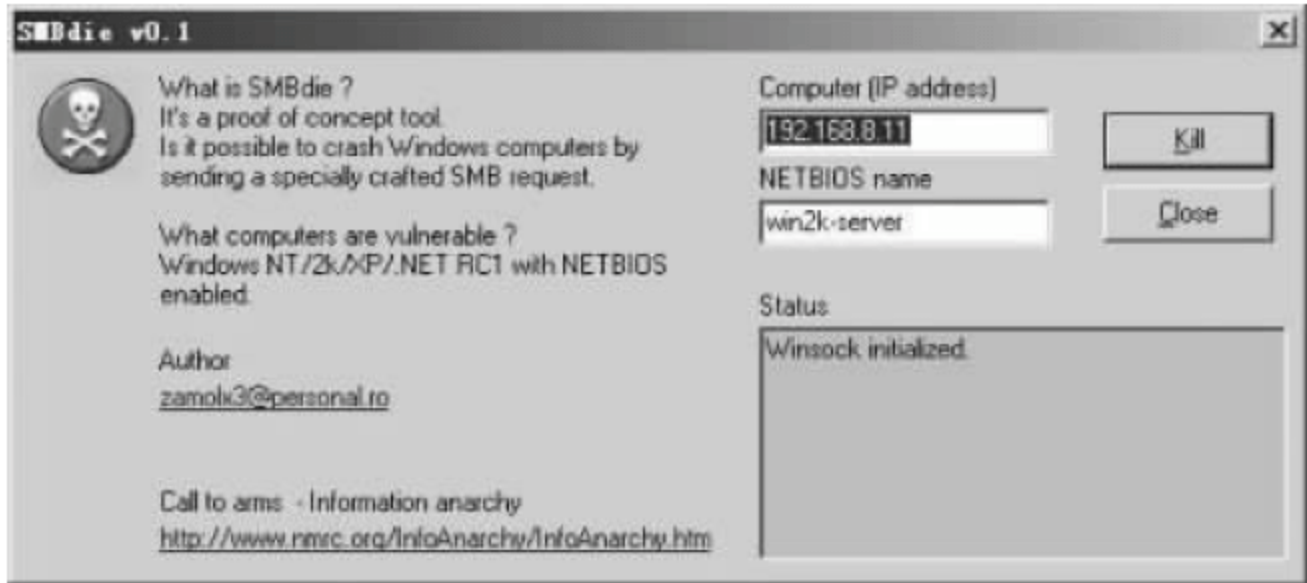 SMBdie v0.1
What is SMBdie ?
It's a proof of concept tool.
Is it possible to crash Windows computers by
sending a specially crafted SMB request.
What computers are vulnerable ?
Windows NT/2k/XP/.NET RC1 with NETBIOS
enabled.
Author
zamolx3@personal.ro
Call to arms - Information anarchy
http://www.nmrc.org/InfoAnarchy/InfoAnarchy.htm
Computer (IP address)
192.168.8.11
Kill
NETBIOS name
win2k-server
Close
Status
Winsock initialized.